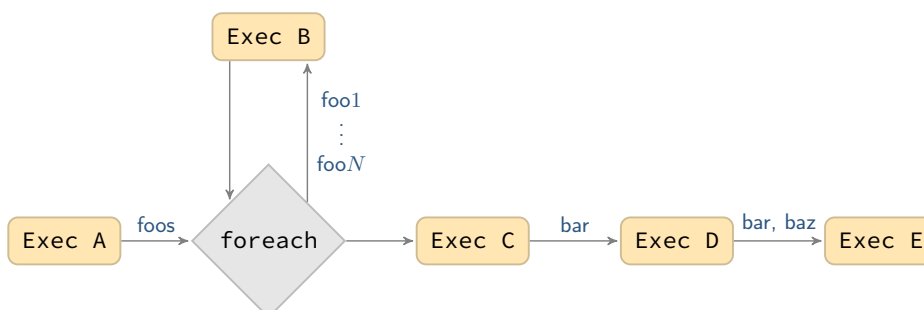 Exec B
foo1
⋮
fooN
Exec A
foos
foreach
Exec C
bar
Exec D
bar, baz
Exec E